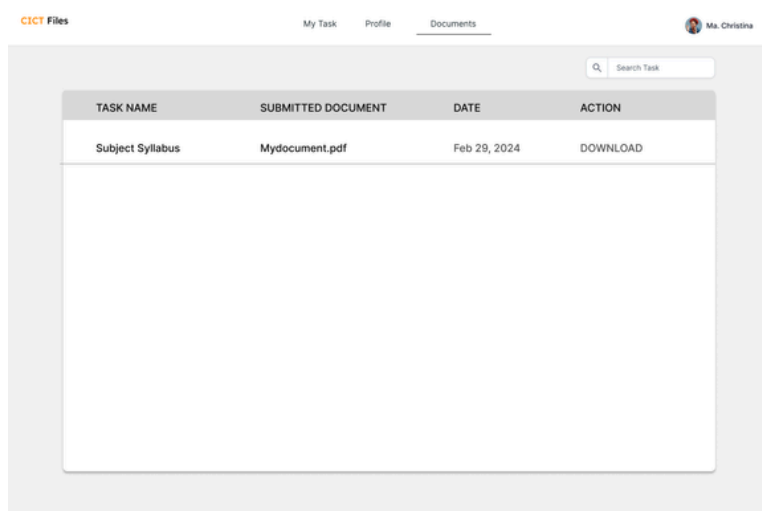 CICT Files
My Task Profile Documents
Ma. Christina
Search Task
TASK NAME SUBMITTED DOCUMENT DATE ACTION
Subject Syllabus Mydocument.pdf Feb 29, 2024 DOWNLOAD